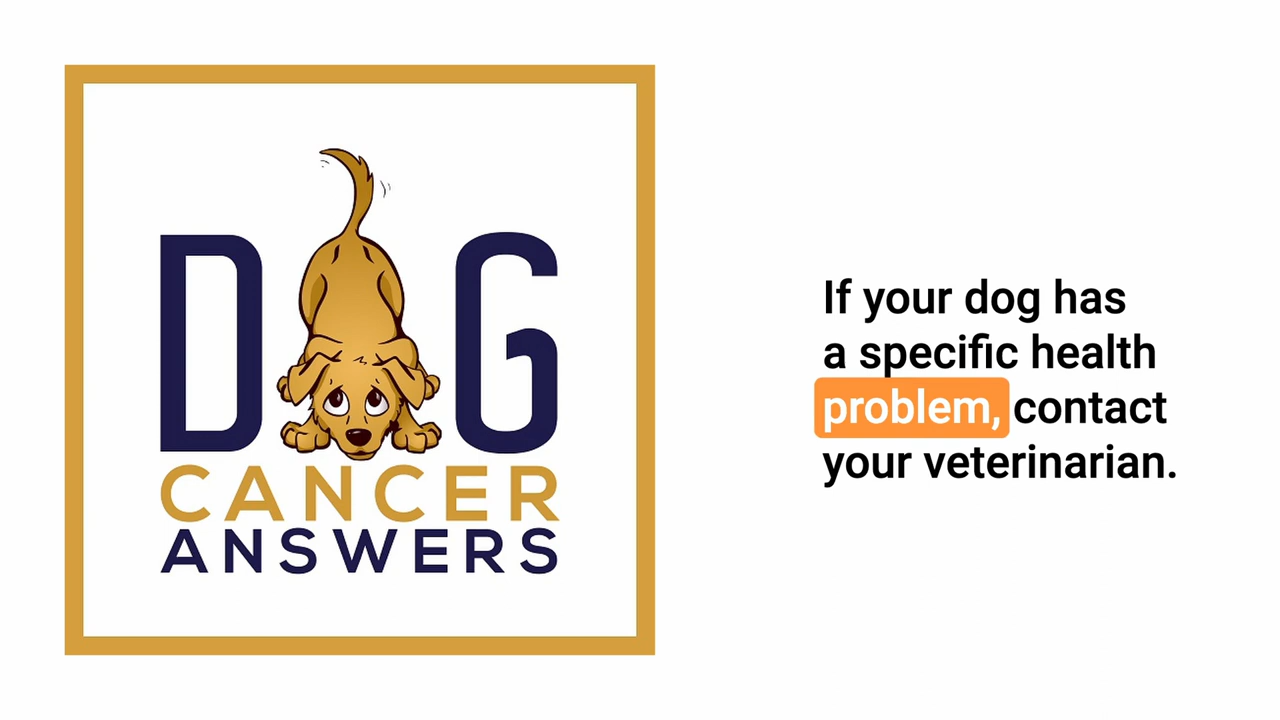 DOG
CANCER
ANSWERS
If your dog has
a specific health
problem, contact
your veterinarian.